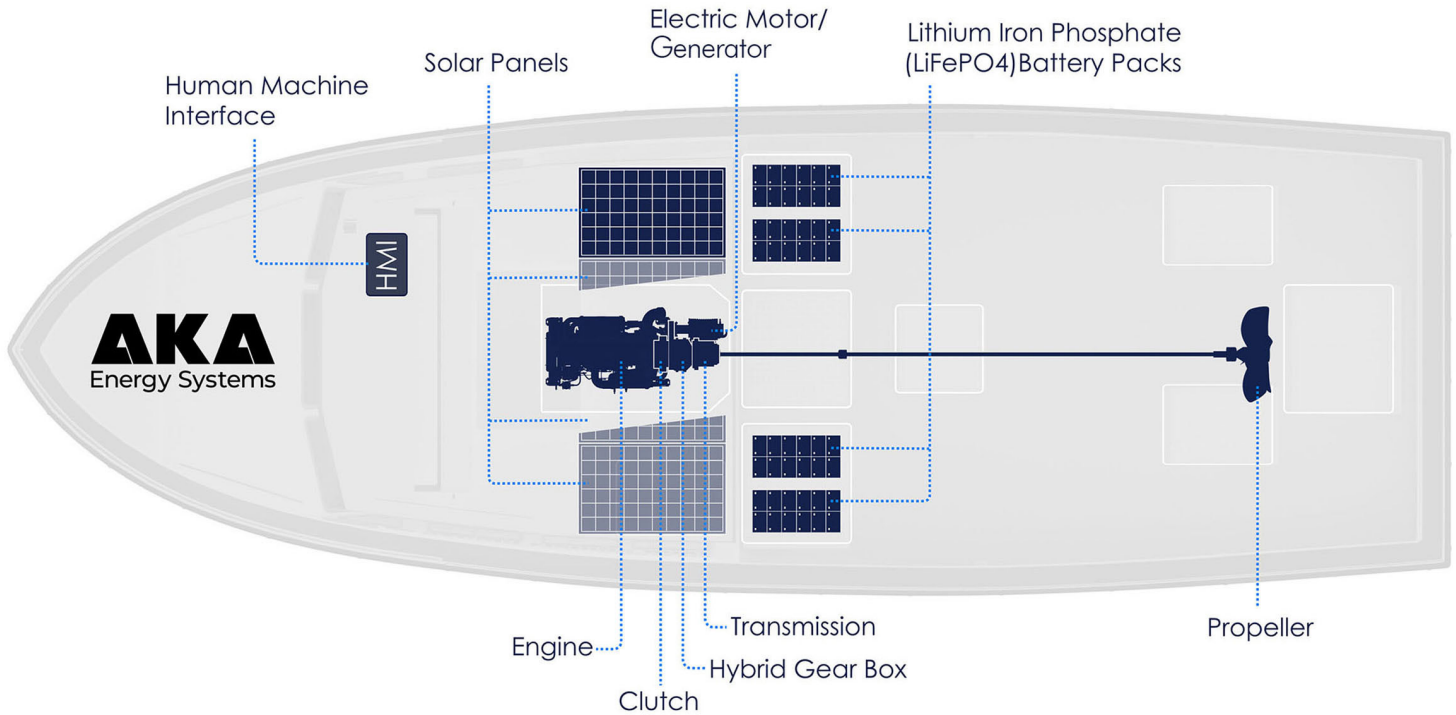 Electric Motor/
Generator
Lithium Iron Phosphate
(LiFePO4)Battery Packs
Solar Panels
Human Machine
Interface
HMI
AKA
Energy Systems
Engine
Clutch
Hybrid Gear Box
Transmission
Propeller